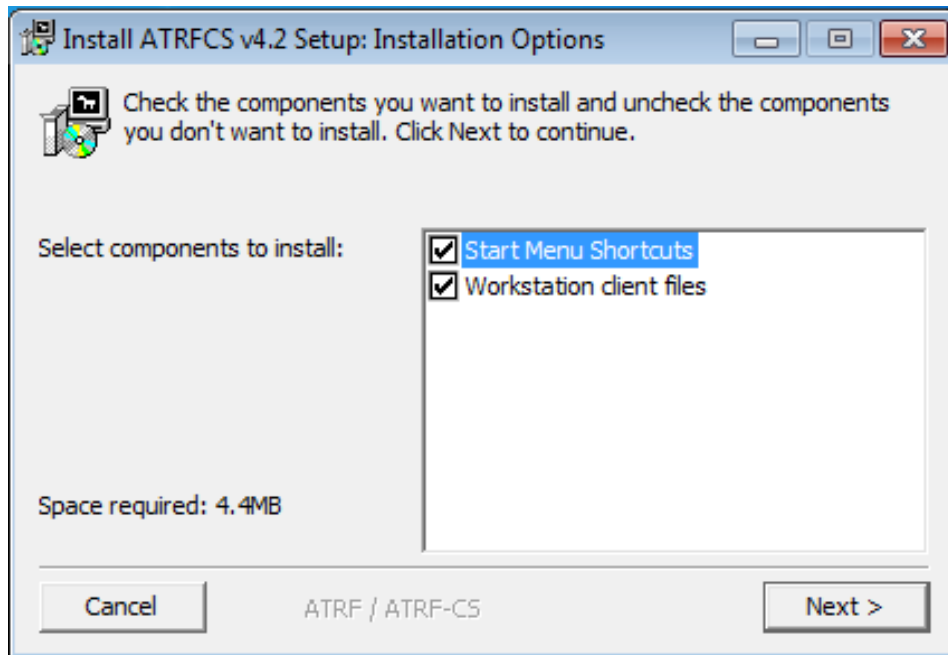 Install ATRFCS v4.2 Setup: Installation Options
Check the components you want to install and uncheck the components
you don't want to install. Click Next to continue.
Select components to install:
Start Menu Shortcuts
Workstation client files
Space required: 4.4MB
Cancel
ATRF / ATRF-CS
Next >